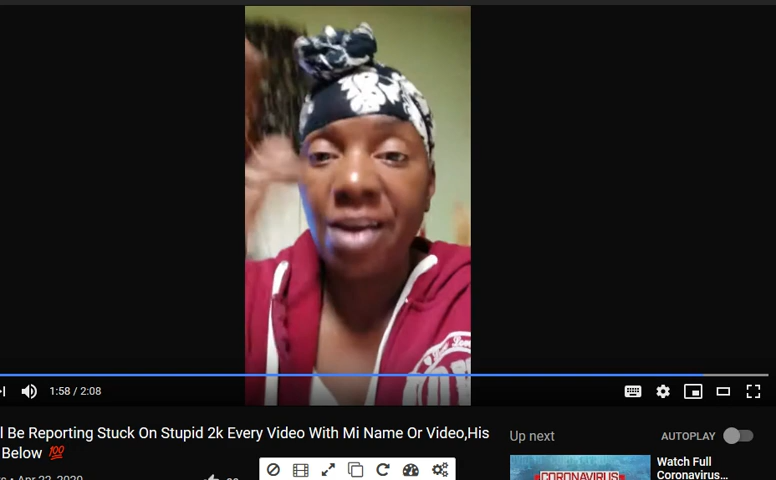 1:58 / 2:08
l Be Reporting Stuck On Stupid 2k Every Video With Mi Name Or Video,His
Below 💯
Apr 22, 2020
Up next
AUTOPLAY
CORONAVIRUS
Watch Full
Coronavirus...